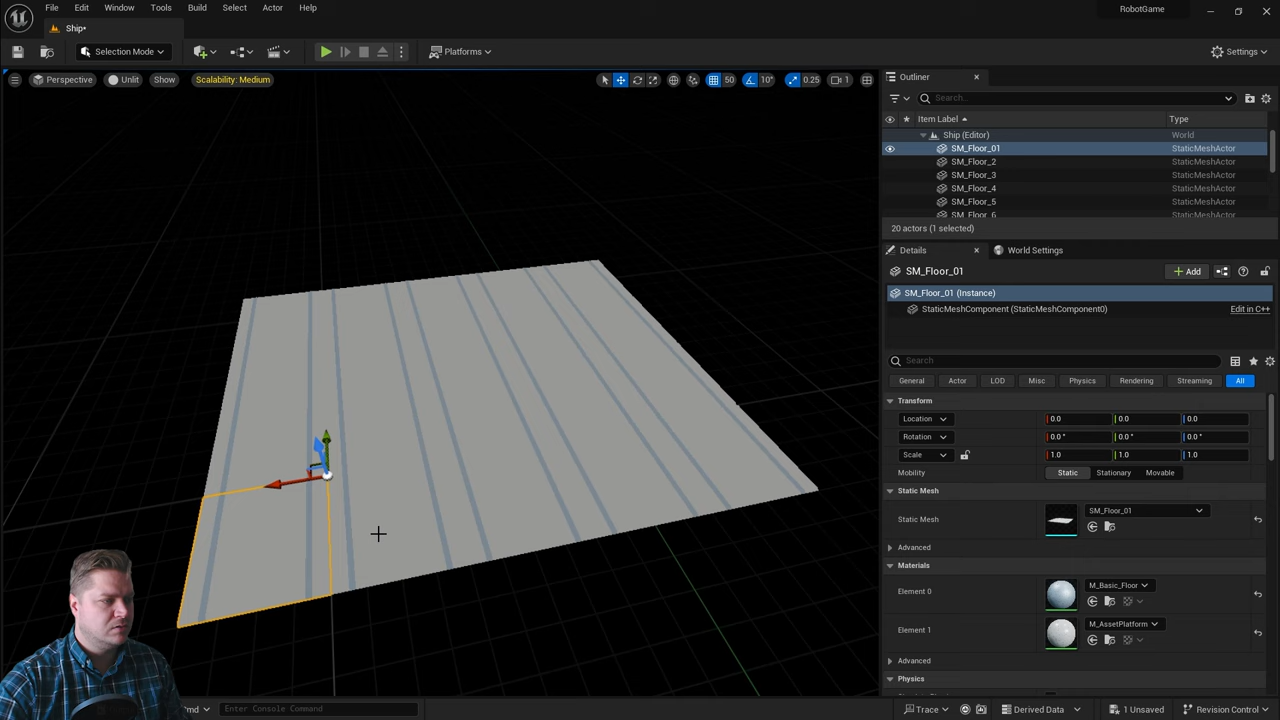 File Edit Window Tools Build Select Actor Help
RobotGame
Ship*
Selection Mode
Platforms
Settings
Perspective Unlit Show Scalability: Medium
50 10° 0.25 1
Outliner
Search...
Item Label Type
Ship (Editor) World
SM_Floor_01 StaticMeshActor
SM_Floor_2 StaticMeshActor
SM_Floor_3 StaticMeshActor
SM_Floor_4 StaticMeshActor
SM_Floor_5 StaticMeshActor
SM_Floor_6 StaticMeshActor
20 actors (1 selected)
Details World Settings
SM_Floor_01
+ Add
SM_Floor_01 (Instance)
StaticMeshComponent (StaticMeshComponent0) Edit in C++
Search
General Actor LOD Misc Physics Rendering Streaming All
Transform
Location 0.0 0.0 0.0
Rotation 0.0 ° 0.0 ° 0.0 °
Scale 1.0 1.0 1.0
Mobility Static Stationary Movable
Static Mesh
Static Mesh SM_Floor_01
Advanced
Materials
Element 0 M_Basic_Floor
Element 1 M_AssetPlatform
Advanced
Physics
Enter Console Command
Trace Derived Data 1 Unsaved Revision Control